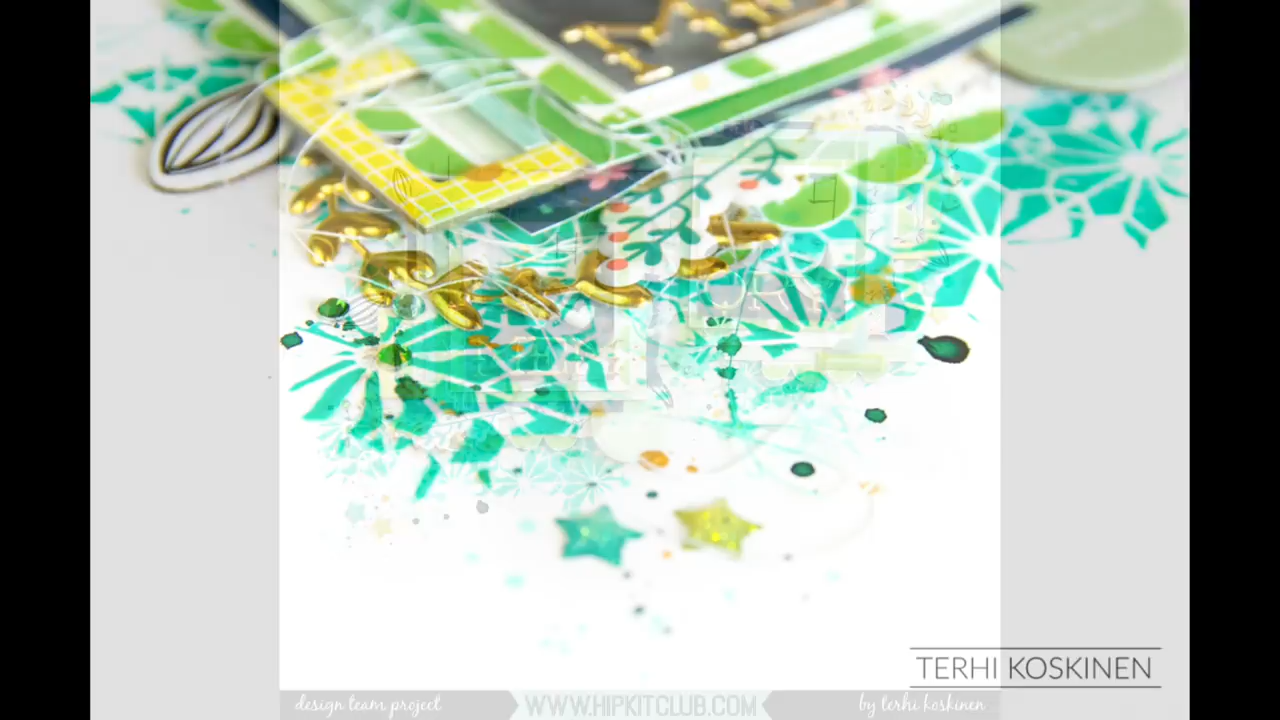 TERHI KOSKINEN
design team project WWW.HIPKITCLUB.COM by terhi koskinen